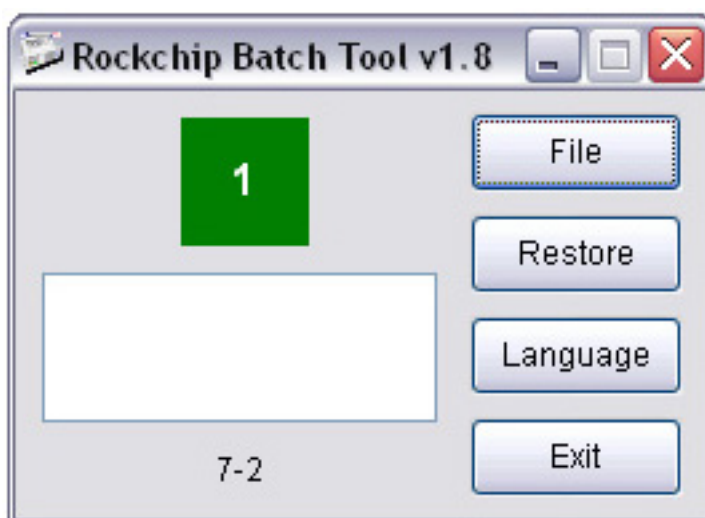 Rockchip Batch Tool v1.8
1
File
Restore
Language
7-2
Exit